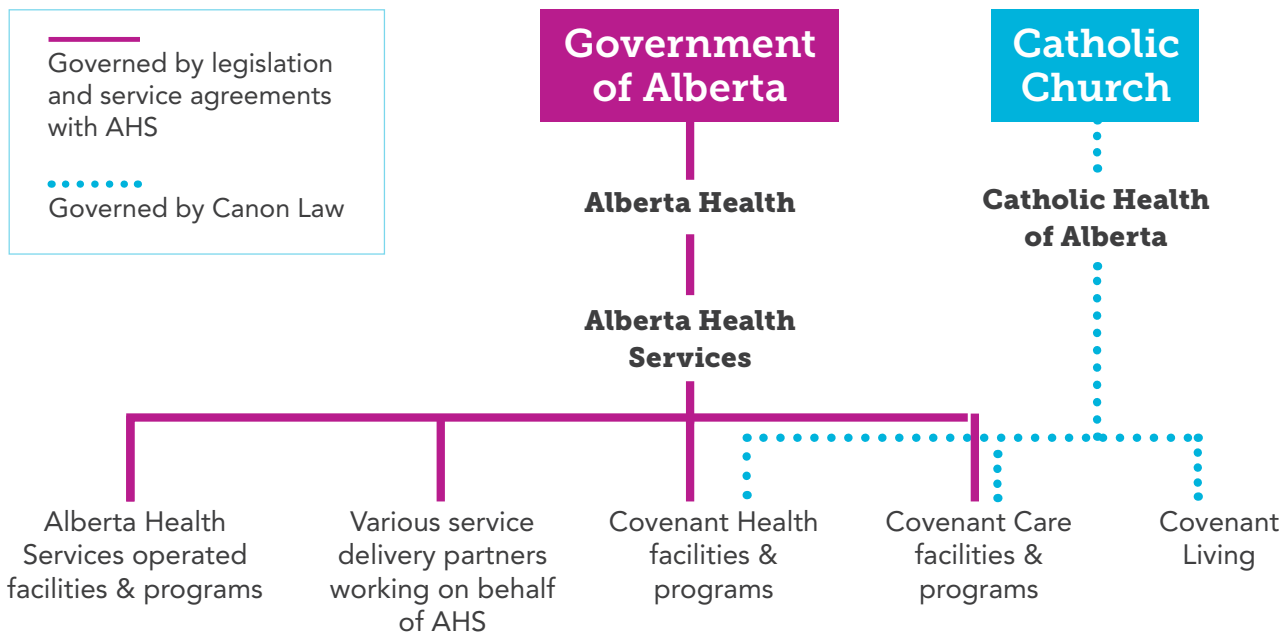 Governed by legislation
and service agreements
with AHS
Governed by Canon Law
Government
of Alberta
Catholic
Church
Alberta Health
Catholic Health
of Alberta
Alberta Health
Services
Alberta Health
Services operated
facilities & programs
Various service
delivery partners
working on behalf
of AHS
Covenant Health
facilities &
programs
Covenant Care
facilities &
programs
Covenant
Living